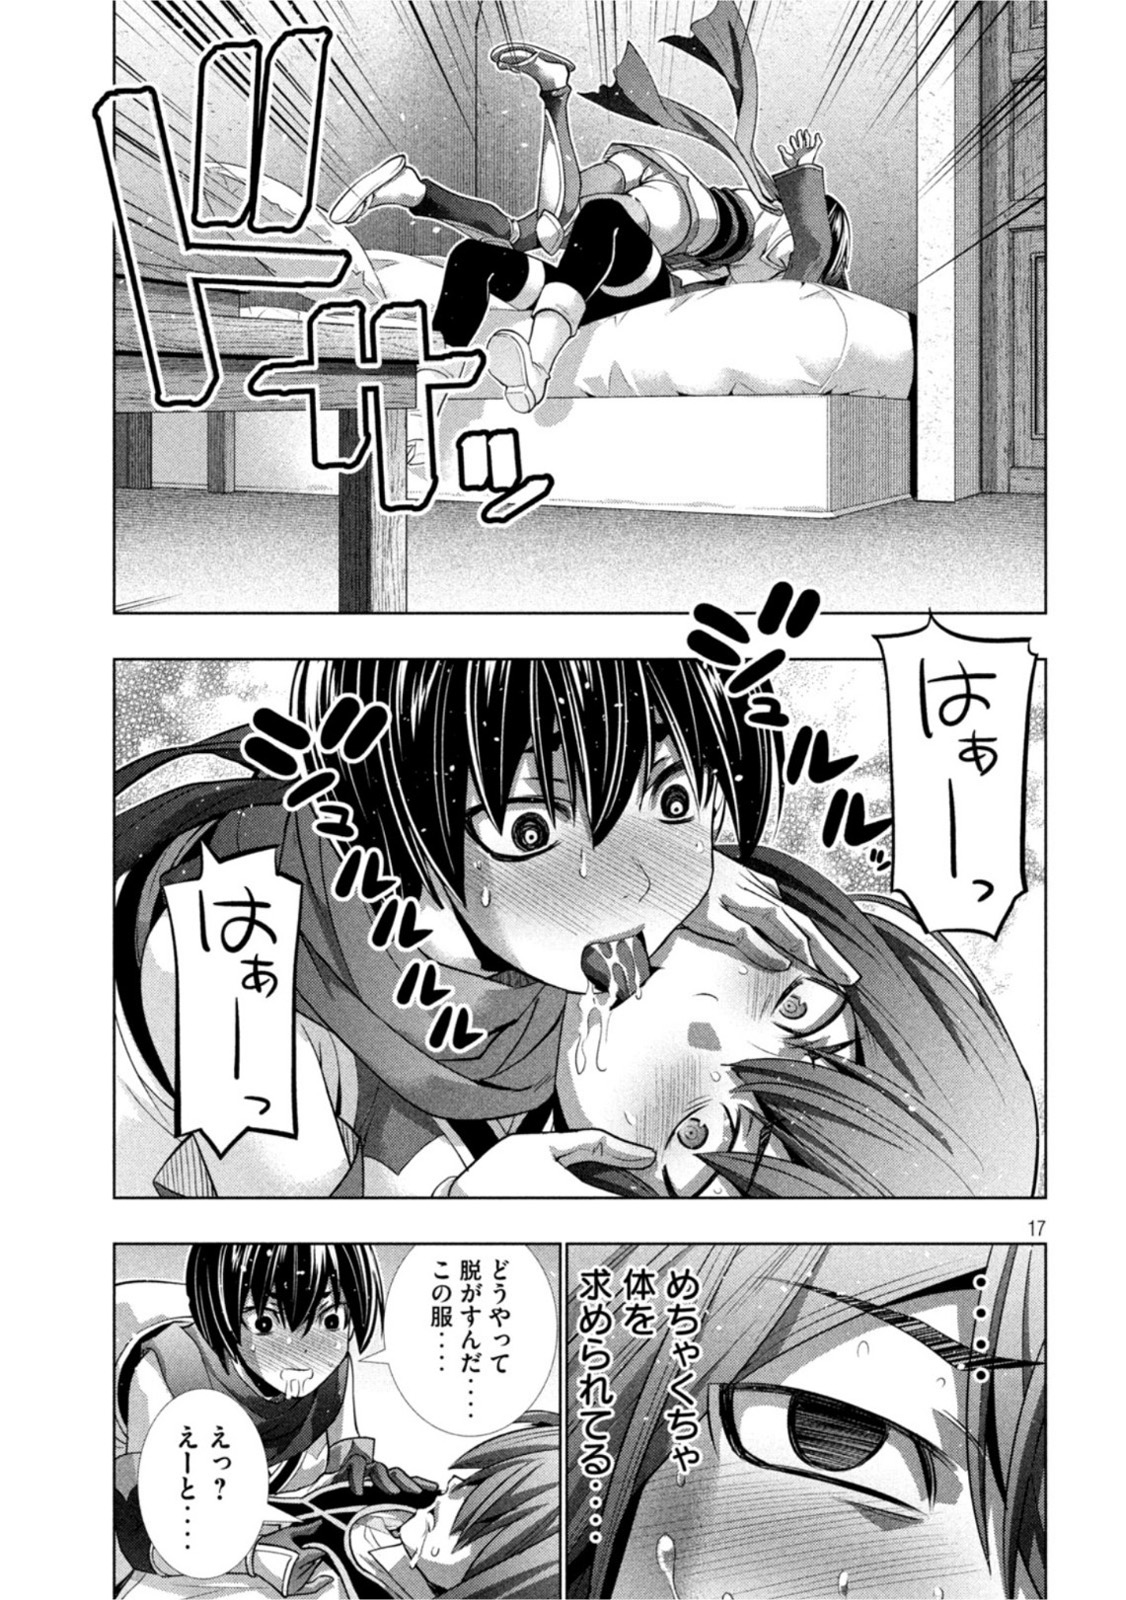 ドドサッ
はぁーっ
ジュルルルッ
ジュルルル
はぁーっ
17
‥‥‥
めちゃくちゃ
体を
求められてる‥‥‥
どうやって
脱がすんだ‥‥
この服‥‥
えっ？
えーと‥‥